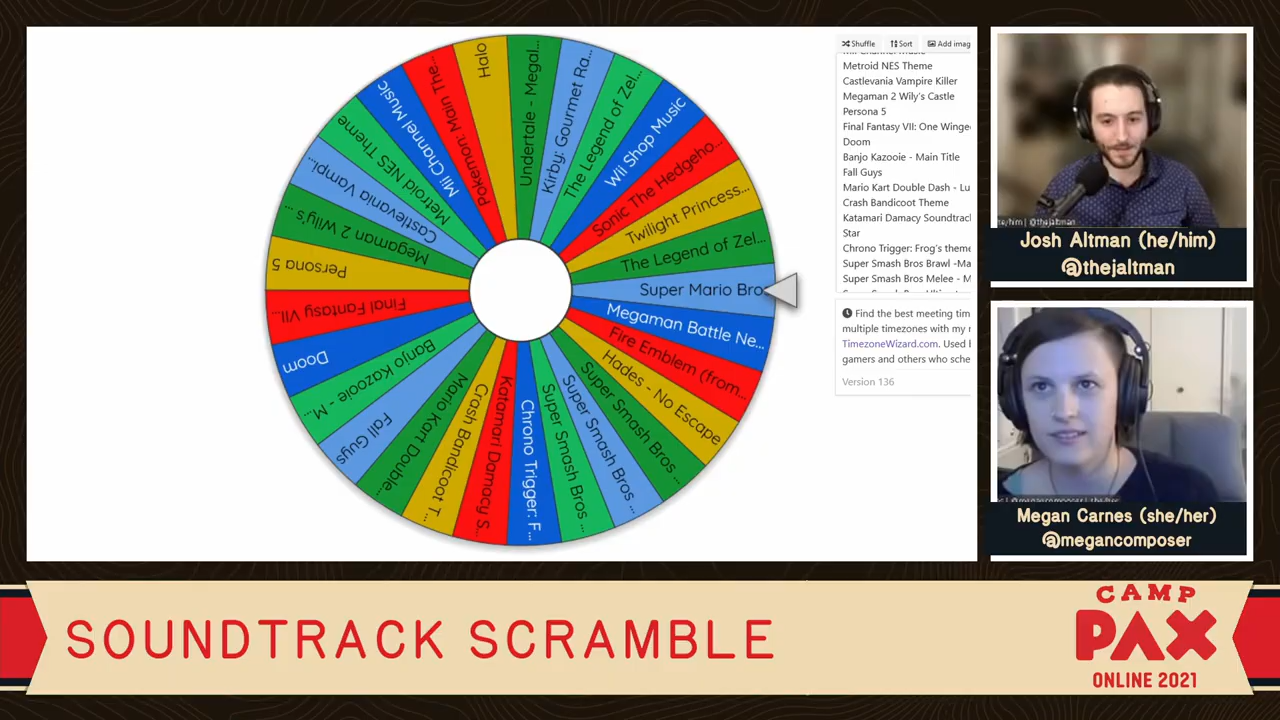 Halo
Undertale - Megal...
Kirby: Gourmet Ra...
The Legend of Zel...
Wii Shop Music
Sonic The Hedgeho...
Twilight Princess...
The Legend of Zel...
Super Mario Bro
Megaman Battle Ne...
Fire Emblem (from...
Hades - No Escape
Super Smash Bros ...
Super Smash Bros ...
Super Smash Bros ...
Chrono Trigger: F...
Katamari Damacy S...
Crash Bandicoot T...
Mario Kart Double...
Fall Guys
Banjo Kazooie - M...
Doom
Final Fantasy VII...
Persona 5
Megaman 2 Wily's ...
Castlevania Vampi...
Metroid NES Theme
Mii Channel Music
Pokemon: Main The...
Shuffle
Sort
Add imag
Metroid NES Theme
Castlevania Vampire Killer
Megaman 2 Wily's Castle
Persona 5
Final Fantasy VII: One Winge
Doom
Banjo Kazooie - Main Title
Fall Guys
Mario Kart Double Dash - Lu
Crash Bandicoot Theme
Katamari Damacy Soundtrac
Star
Chrono Trigger: Frog's theme
Super Smash Bros Brawl -Ma
Super Smash Bros Melee - M
Find the best meeting tim
multiple timezones with my
TimezoneWizard.com. Used
gamers and others who sche
Version 136
he/him | @thejaltman
Josh Altman (he/him)
@thejaltman
Megan Carnes (she/her)
@megancomposer
SOUNDTRACK SCRAMBLE
CAMP
PAX
ONLINE 2021